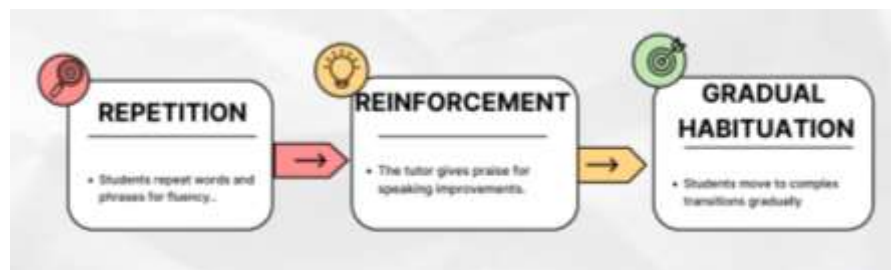 REPETITION
• Students repeat words and
phrases for fluency..
REINFORCEMENT
• The tutor gives praise for
speaking improvements.
GRADUAL
HABITUATION
• Students move to complex
transitions gradually